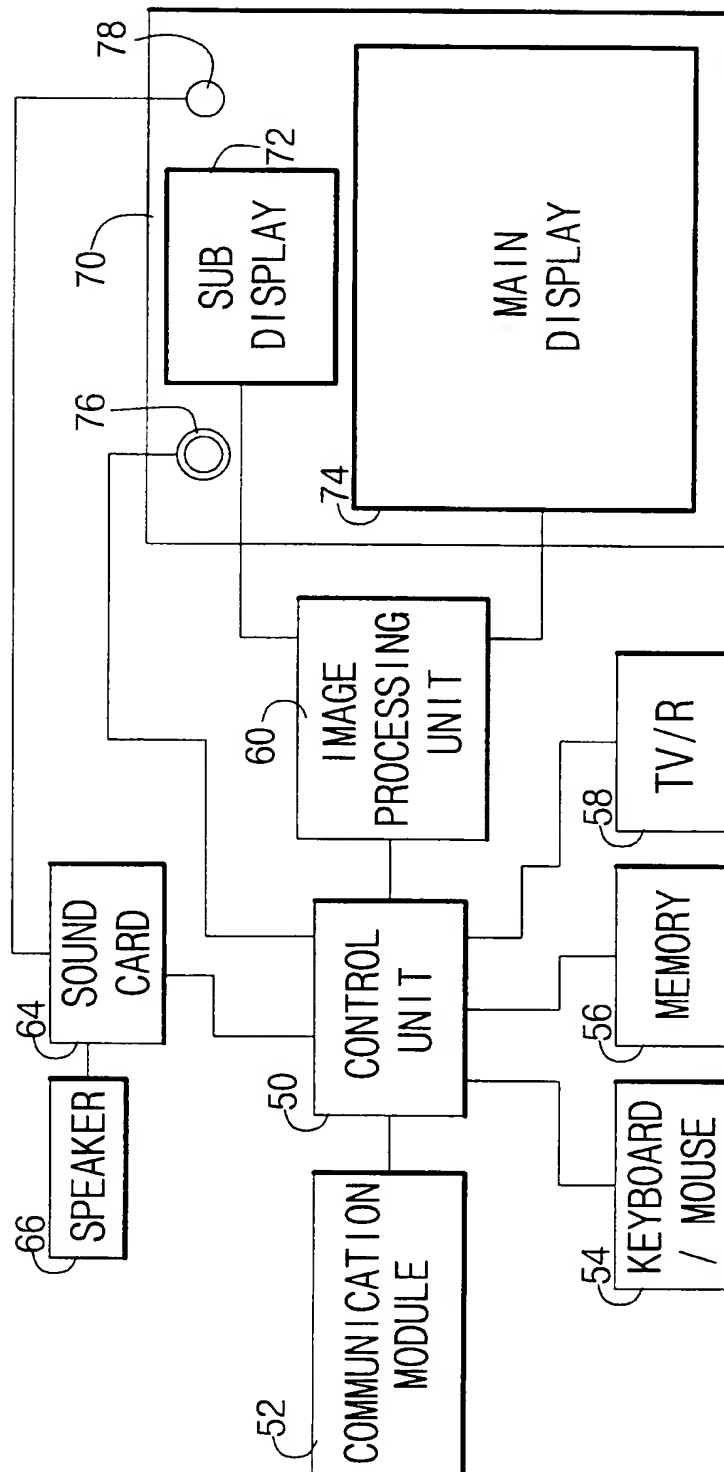 66
SPEAKER
64
SOUND
CARD
78
70
76
SUB
DISPLAY
72
52
COMMUNICATION
MODULE
50
CONTROL
UNIT
60
IMAGE
PROCESSING
UNIT
74
MAIN
DISPLAY
54
KEYBOARD
/ MOUSE
56
MEMORY
58
TV/R